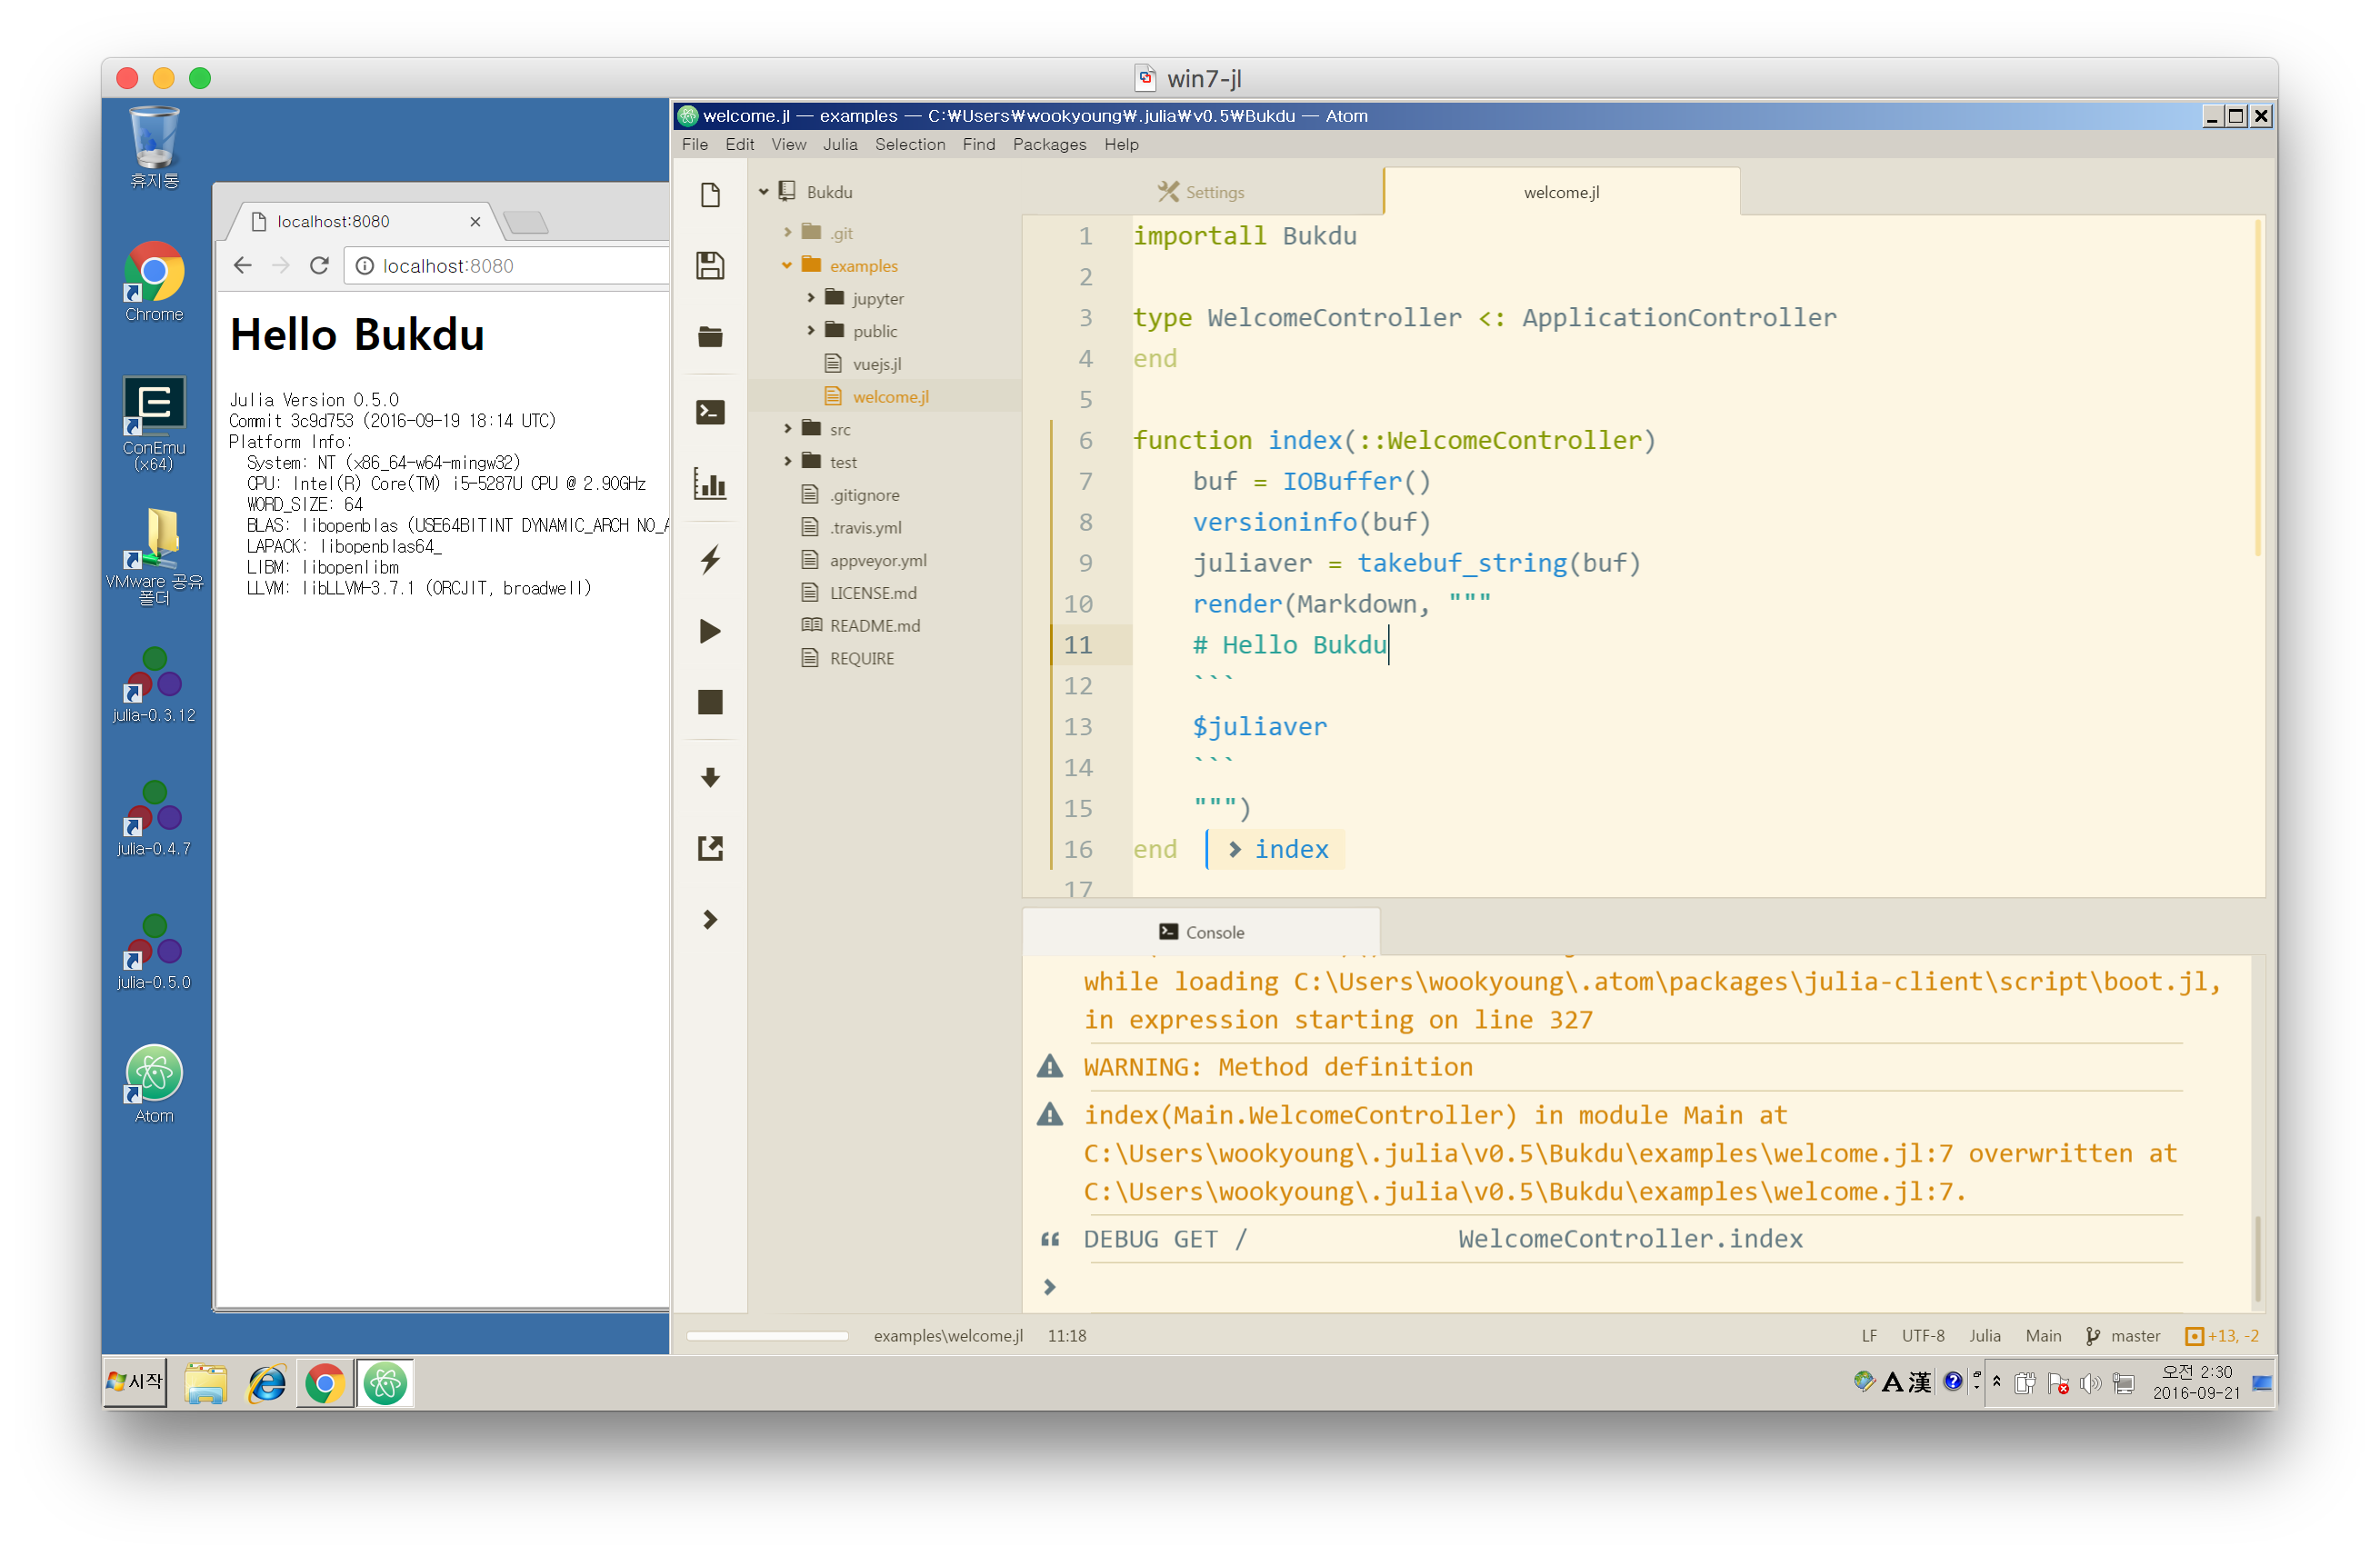 win7-jl
휴지통
Chrome
ConEmu
(x64)
VMware 공유
폴더
julia-0.3.12
julia-0.4.7
julia-0.5.0
Atom
localhost:8080
localhost:8080
Hello Bukdu
Julia Version 0.5.0
Commit 3c9d753 (2016-09-19 18:14 UTC)
Platform Info:
System: NT (x86_64-w64-mingw32)
CPU: Intel(R) Core(TM) i5-5287U CPU @ 2.90GHz
WORD_SIZE: 64
BLAS: libopenblas (USE64BITINT DYNAMIC_ARCH NO_A
LAPACK: libopenblas64_
LIBM: libopenlibm
LLVM: libLLVM-3.7.1 (ORCJIT, broadwell)
welcome.jl — examples — C:₩Users₩wookyoung₩.julia₩v0.5₩Bukdu — Atom
File Edit View Julia Selection Find Packages Help
Bukdu
.git
examples
jupyter
public
vuejs.jl
welcome.jl
src
test
.gitignore
.travis.yml
appveyor.yml
LICENSE.md
README.md
REQUIRE
Settings
welcome.jl
1 importall Bukdu
2
3 type WelcomeController <: ApplicationController
4 end
5
6 function index(::WelcomeController)
7 buf = IOBuffer()
8 versioninfo(buf)
9 juliaver = takebuf_string(buf)
10 render(Markdown, """
11 # Hello Bukdu
12 ```
13 $juliaver
14 ```
15 """)
16 end > index
17
Console
while loading C:\Users\wookyoung\.atom\packages\julia-client\script\boot.jl,
in expression starting on line 327
WARNING: Method definition
index(Main.WelcomeController) in module Main at
C:\Users\wookyoung\.julia\v0.5\Bukdu\examples\welcome.jl:7 overwritten at
C:\Users\wookyoung\.julia\v0.5\Bukdu\examples\welcome.jl:7.
DEBUG GET / WelcomeController.index
examples\welcome.jl 11:18
LF UTF-8 Julia Main master +13, -2
시작
A 漢
오전 2:30
2016-09-21